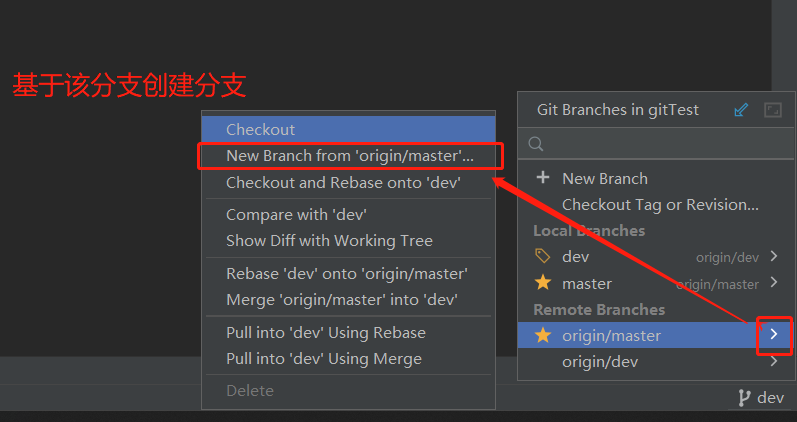 基于该分支创建分支
Checkout
New Branch from 'origin/master'...
Checkout and Rebase onto 'dev'
Compare with 'dev'
Show Diff with Working Tree
Rebase 'dev' onto 'origin/master'
Merge 'origin/master' into 'dev'
Pull into 'dev' Using Rebase
Pull into 'dev' Using Merge
Delete
Git Branches in gitTest
New Branch
Checkout Tag or Revision...
Local Branches
dev origin/dev
master origin/master
Remote Branches
origin/master
origin/dev
dev